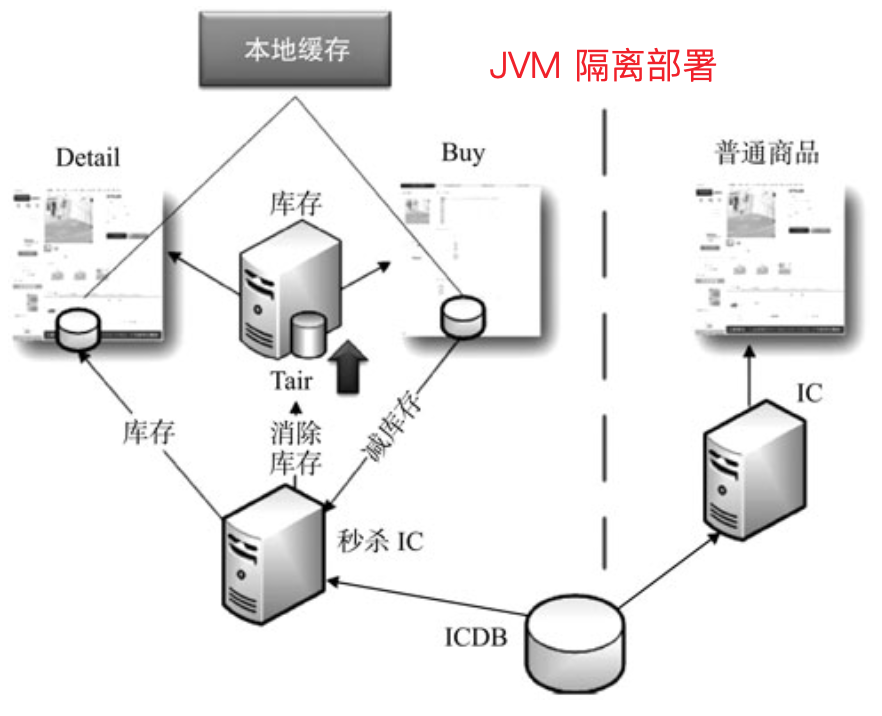 本地缓存
JVM 隔离部署
Detail
Buy
普通商品
库存
Tair
IC
库存
消除
库存
减库存
秒杀 IC
ICDB